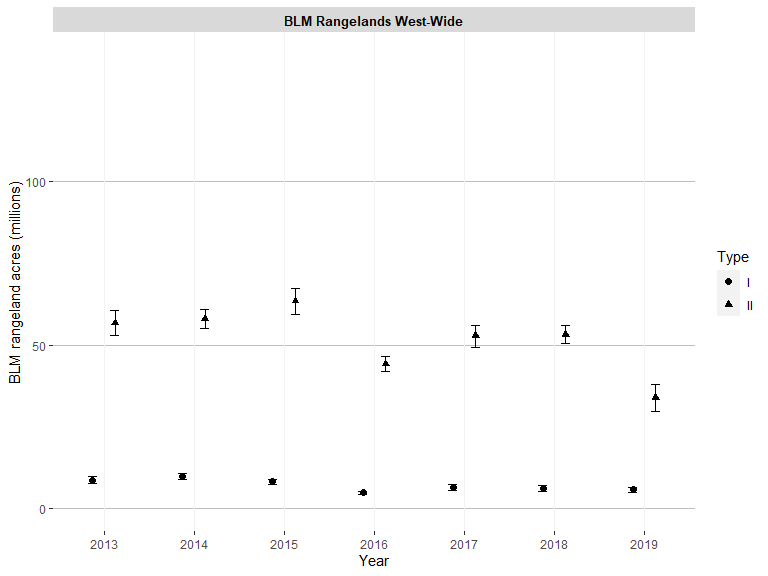 BLM Rangelands West-Wide
BLM rangeland acres (millions)
100
50
0
2013 2014 2015 2016 2017 2018 2019
Year
Type
I
II